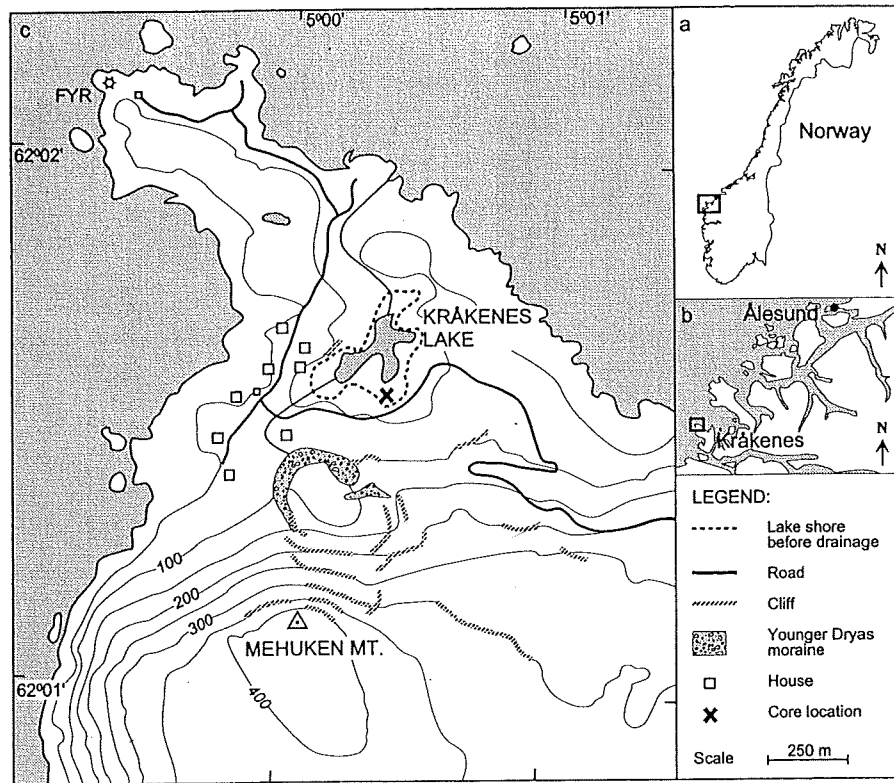 c
5°00'
5°01'
FYR
62°02'
KRÅKENES
LAKE
100
200
300
MEHUKEN MT.
62°01'
400
a
Norway
N
b
Ålesund
N
Kråkenes
LEGEND:
Lake shore
before drainage
Road
Cliff
Younger Dryas
moraine
House
Core location
Scale
250 m